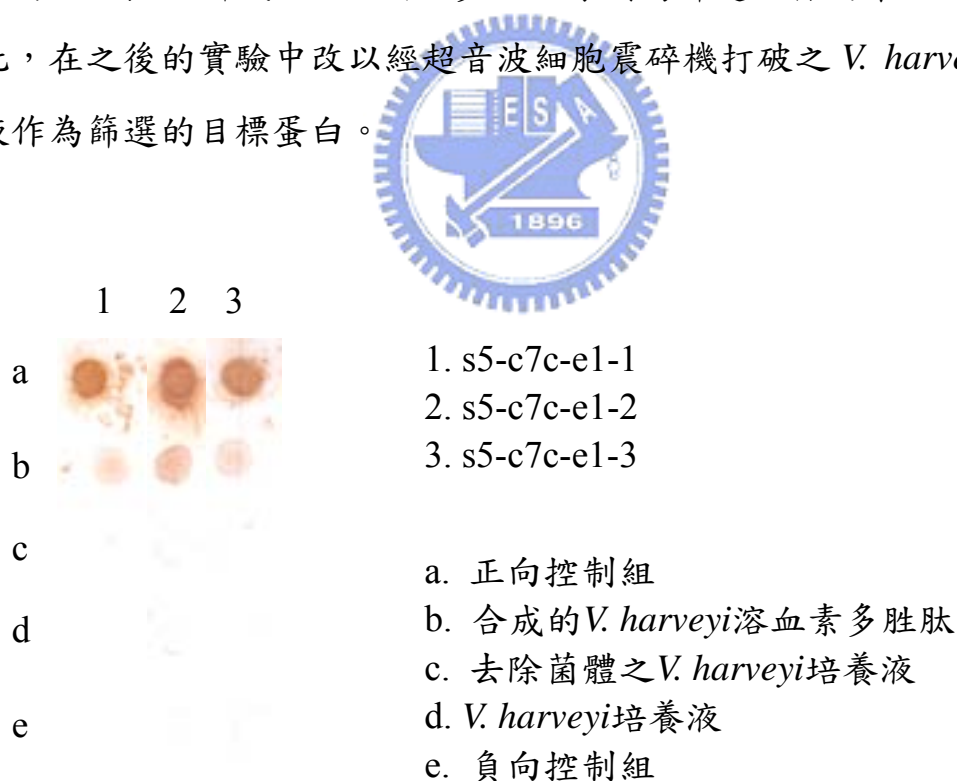 ，在之後的實驗中改以經超音波細胞震碎機打破之 V. harve
作為篩選的目標蛋白。
E S A
1896
1 2 3
a
b
c
d
e
1. s5-c7c-e1-1
2. s5-c7c-e1-2
3. s5-c7c-e1-3
a. 正向控制組
b. 合成的V. harveyi溶血素多胜肽
c. 去除菌體之V. harveyi培養液
d. V. harveyi培養液
e. 負向控制組